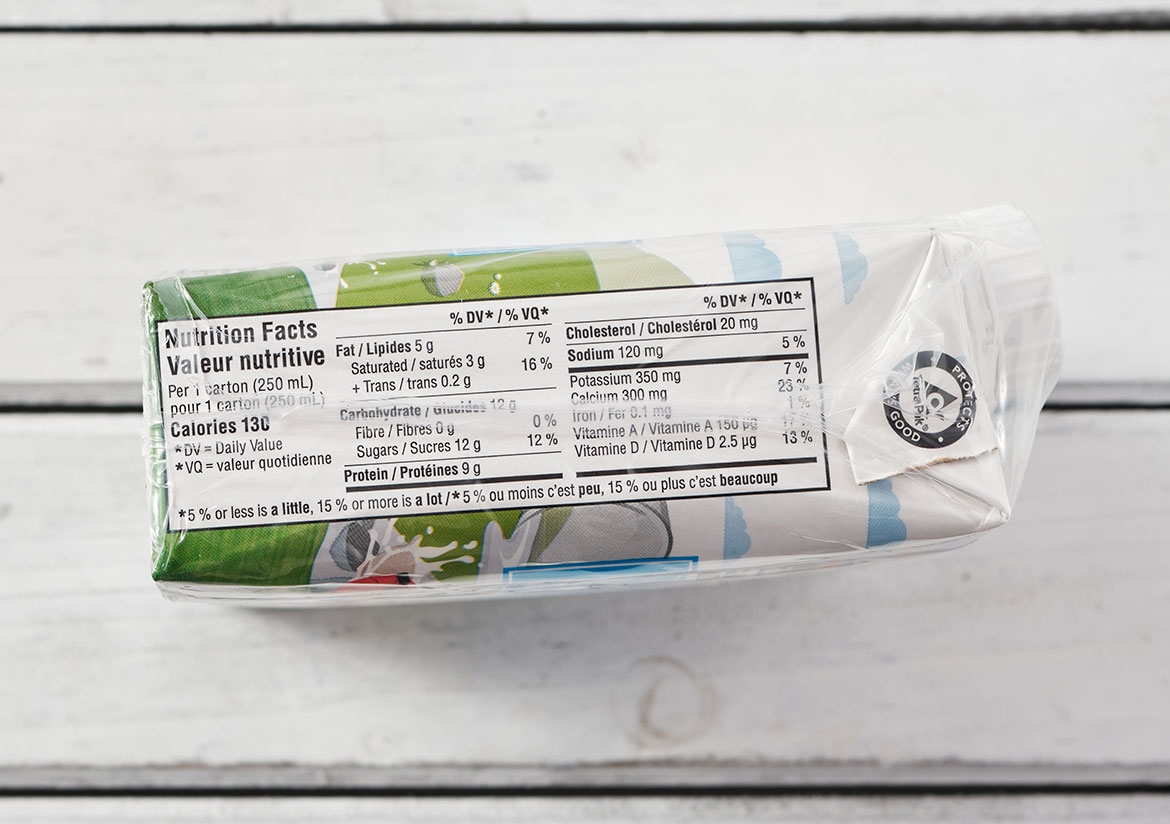 Nutrition Facts
Valeur nutritive
Per 1 carton (250 mL)
pour 1 carton (250 mL)
Calories 130
*DV = Daily Value
*VQ = valeur quotidienne
% DV* / % VQ*
Fat / Lipides 5 g 7 %
Saturated / saturés 3 g 16 %
+ Trans / trans 0.2 g
Carbohydrate / Glucides 12 g
Fibre / Fibres 0 g 0 %
Sugars / Sucres 12 g 12 %
Protein / Protéines 9 g
% DV* / % VQ*
Cholesterol / Cholestérol 20 mg
Sodium 120 mg 5 %
Potassium 350 mg 7 %
Calcium 300 mg 23 %
Iron / Fer 0.1 mg 1 %
Vitamine A / Vitamine A 150 µg
Vitamine D / Vitamine D 2.5 µg 13 %
*5 % or less is a little, 15 % or more is a lot / *5 % ou moins c'est peu, 15 % ou plus c'est beaucoup
PROTECTS
GOOD
Tetra Pak®